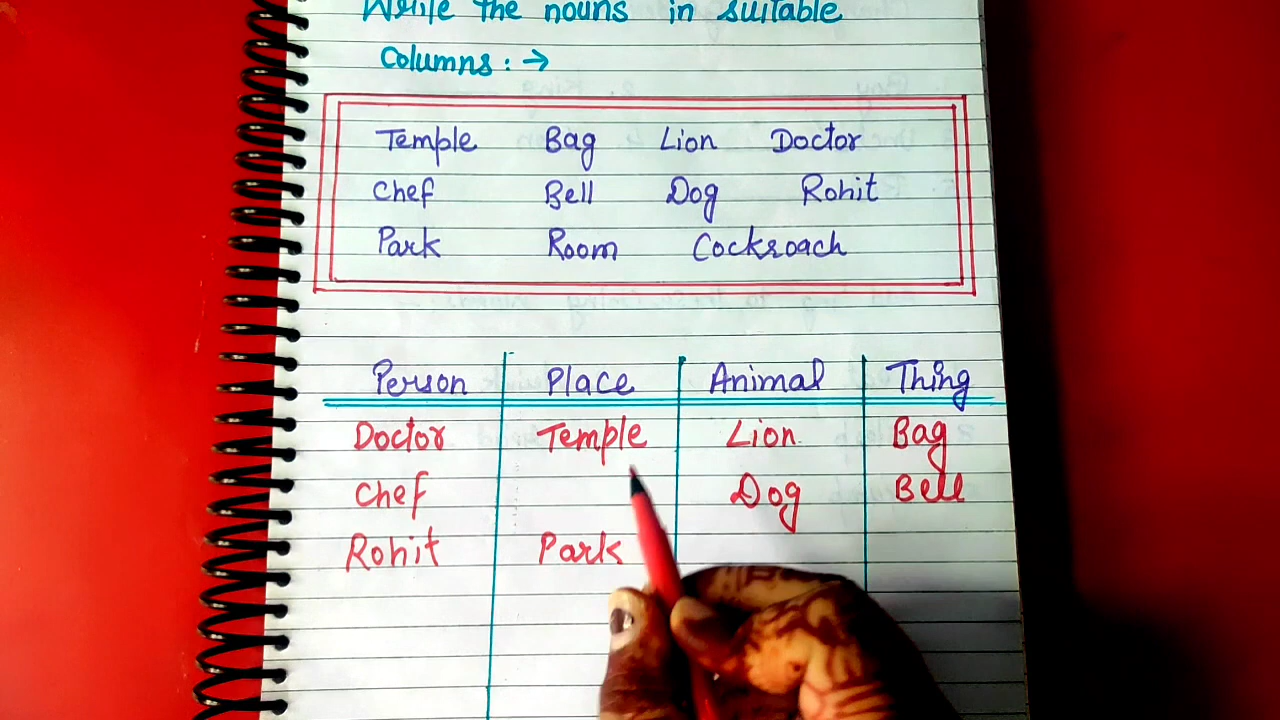 Write the nouns in suitable
Columns : →
Temple Bag Lion Doctor
Chef Bell Dog Rohit
Park Room Cockroach
Person Place Animal Thing
Doctor Temple Lion Bag
Chef Dog Bell
Rohit Park